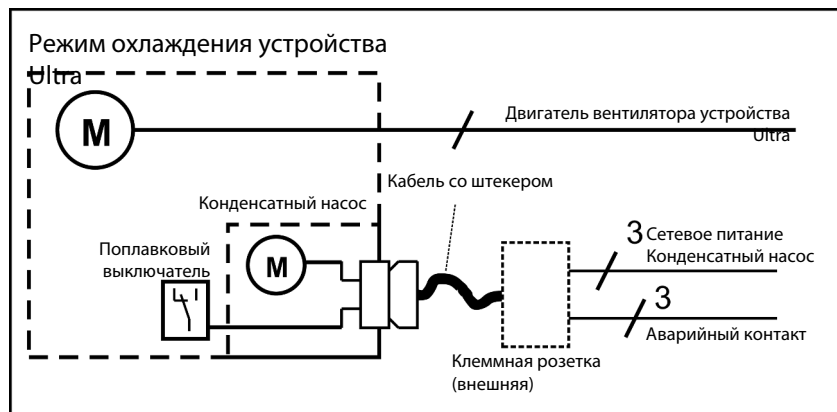 Режим охлаждения устройства
Ultra
M
Двигатель вентилятора устройства
Ultra
Кабель со штекером
Конденсатный насос
Поплавковый
выключатель
M
3 Сетевое питание
Конденсатный насос
3
Аварийный контакт
Клеммная розетка
(внешняя)